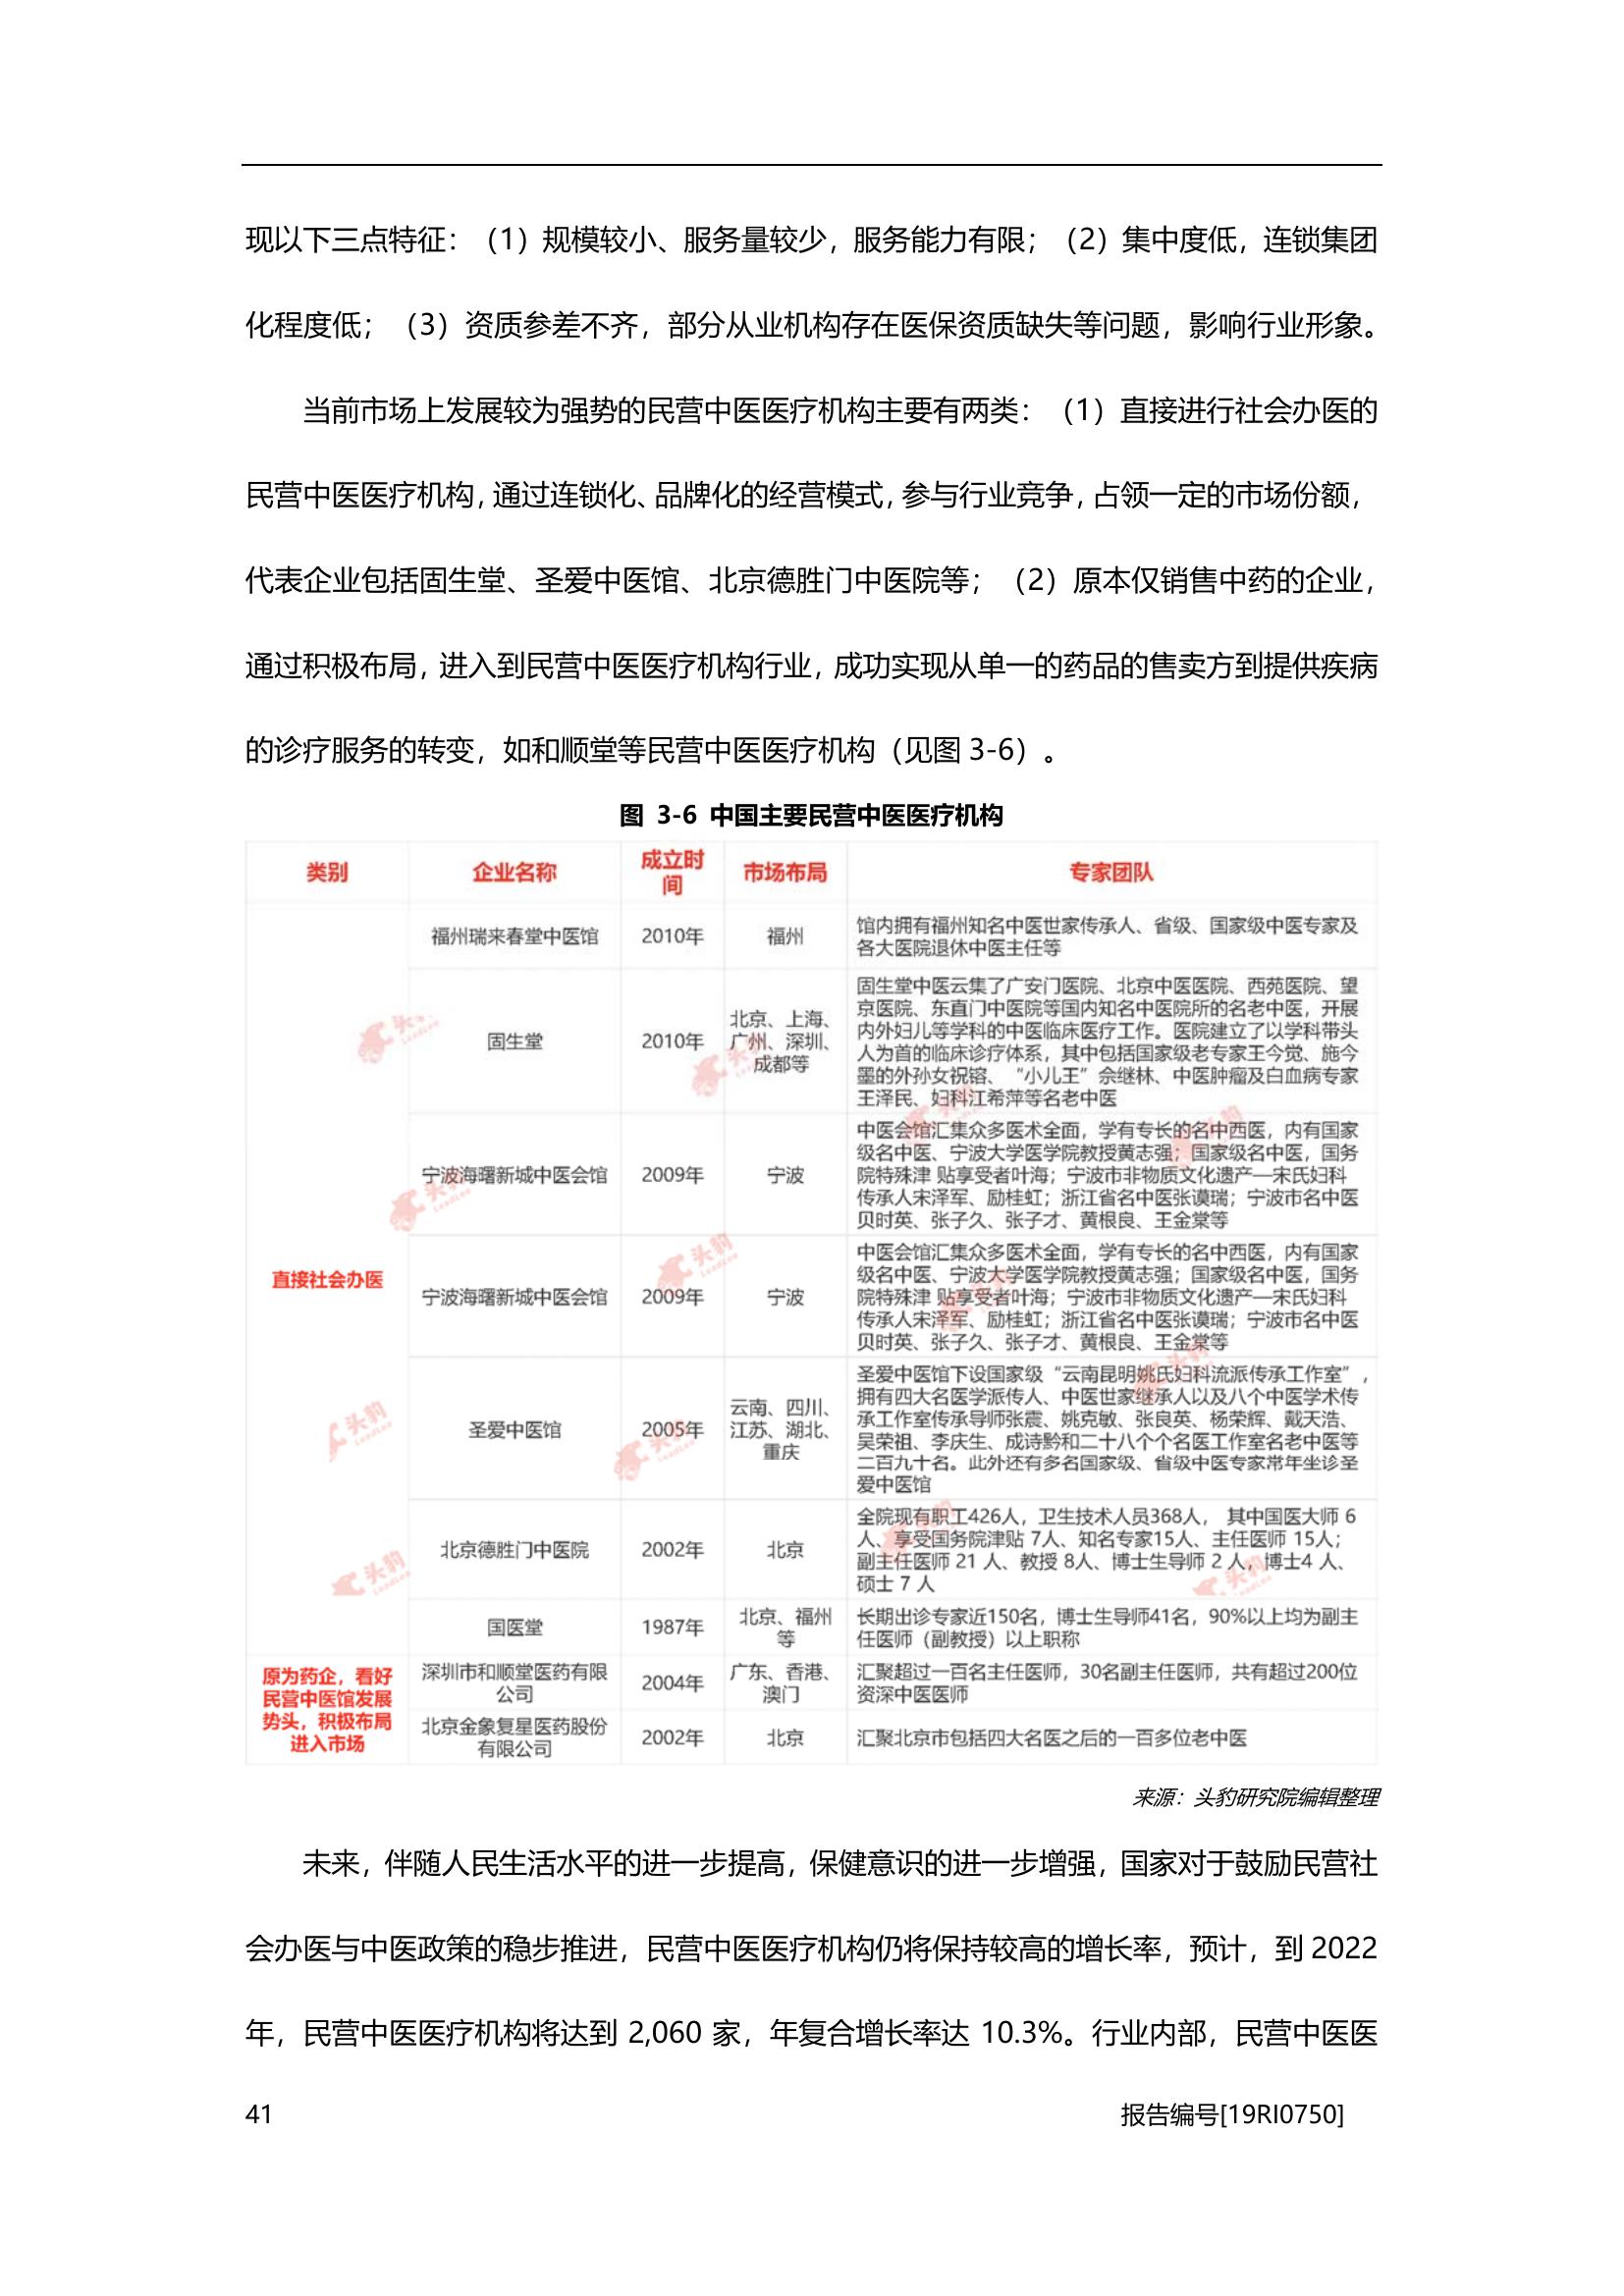 现以下三点特征：（1）规模较小、服务量较少，服务能力有限；（2）集中度低，连锁集团
化程度低；（3）资质参差不齐，部分从业机构存在医保资质缺失等问题，影响行业形象。
当前市场上发展较为强势的民营中医医疗机构主要有两类：（1）直接进行社会办医的
民营中医医疗机构，通过连锁化、品牌化的经营模式，参与行业竞争，占领一定的市场份额，
代表企业包括固生堂、圣爱中医馆、北京德胜门中医院等；（2）原本仅销售中药的企业，
通过积极布局，进入到民营中医医疗机构行业，成功实现从单一的药品的售卖方到提供疾病
的诊疗服务的转变，如和顺堂等民营中医医疗机构（见图 3-6）。
图 3-6 中国主要民营中医医疗机构
类别 企业名称 成立时间 市场布局 专家团队
直接社会办医
福州瑞来春堂中医馆 2010年 福州
馆内拥有福州知名中医世家传承人、省级、国家级中医专家及
各大医院退休中医主任等
固生堂 2010年
北京、上海、
广州、深圳、
成都等
固生堂中医云集了广安门医院、北京中医医院、西苑医院、望
京医院、东直门中医院等国内知名中医院所的名老中医，开展
内外妇儿等学科的中医临床医疗工作。医院建立了以学科带头
人为首的临床诊疗体系，其中包括国家级老专家王今觉、施今
墨的外孙女祝镕、“小儿王”佘继林、中医肿瘤及白血病专家
王泽民、妇科江希萍等名老中医
宁波海曙新城中医会馆 2009年 宁波
中医会馆汇集众多医术全面，学有专长的名中西医，内有国家
级名中医、宁波大学医学院教授黄志强；国家级名中医，国务
院特殊津 贴享受者叶海；宁波市非物质文化遗产—宋氏妇科
传承人宋泽军、励桂虹；浙江省名中医张谟瑞；宁波市名中医
贝时英、张子久、张子才、黄根良、王金棠等
宁波海曙新城中医会馆 2009年 宁波
中医会馆汇集众多医术全面，学有专长的名中西医，内有国家
级名中医、宁波大学医学院教授黄志强；国家级名中医，国务
院特殊津 贴享受者叶海；宁波市非物质文化遗产—宋氏妇科
传承人宋泽军、励桂虹；浙江省名中医张谟瑞；宁波市名中医
贝时英、张子久、张子才、黄根良、王金棠等
圣爱中医馆 2005年
云南、四川、
江苏、湖北、
重庆
圣爱中医馆下设国家级“云南昆明姚氏妇科流派传承工作室”，
拥有四大名医学派传人、中医世家继承人以及八个中医学术传
承工作室传承导师张震、姚克敏、张良英、杨荣辉、戴天浩、
吴荣祖、李庆生、成诗黔和二十八个个名医工作室名老中医等
二百九十名。此外还有多名国家级、省级中医专家常年坐诊圣
爱中医馆
北京德胜门中医院 2002年 北京
全院现有职工426人，卫生技术人员368人， 其中国医大师 6
人、享受国务院津贴 7人、知名专家15人、主任医师 15人；
副主任医师 21 人、教授 8人、博士生导师 2 人，博士4 人、
硕士 7 人
国医堂 1987年
北京、福州
等
长期出诊专家近150名，博士生导师41名，90%以上均为副主
任医师（副教授）以上职称
原为药企，看好
民营中医馆发展
势头，积极布局
进入市场
深圳市和顺堂医药有限
公司
2004年
广东、香港、
澳门
汇聚超过一百名主任医师，30名副主任医师，共有超过200位
资深中医医师
北京金象复星医药股份
有限公司
2002年 北京 汇聚北京市包括四大名医之后的一百多位老中医
来源：头豹研究院编辑整理
未来，伴随人民生活水平的进一步提高，保健意识的进一步增强，国家对于鼓励民营社
会办医与中医政策的稳步推进，民营中医医疗机构仍将保持较高的增长率，预计，到 2022
年，民营中医医疗机构将达到 2,060 家，年复合增长率达 10.3%。行业内部，民营中医医
41 报告编号[19RI0750]